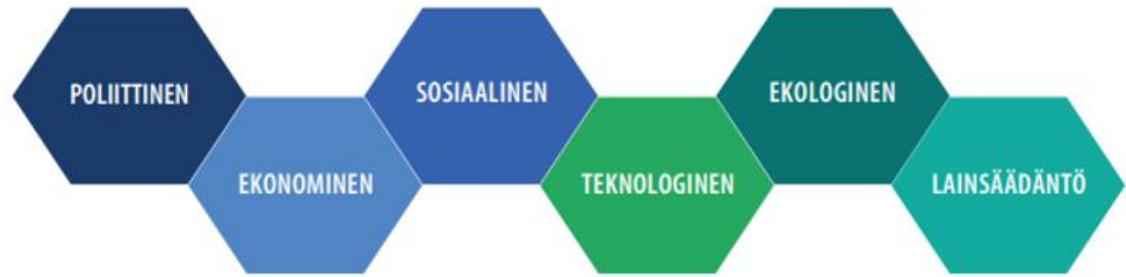 POLIITTINEN
EKONOMINEN
SOSIAALINEN
TEKNOLOGINEN
EKOLOGINEN
LAINSÄÄDÄNTÖ